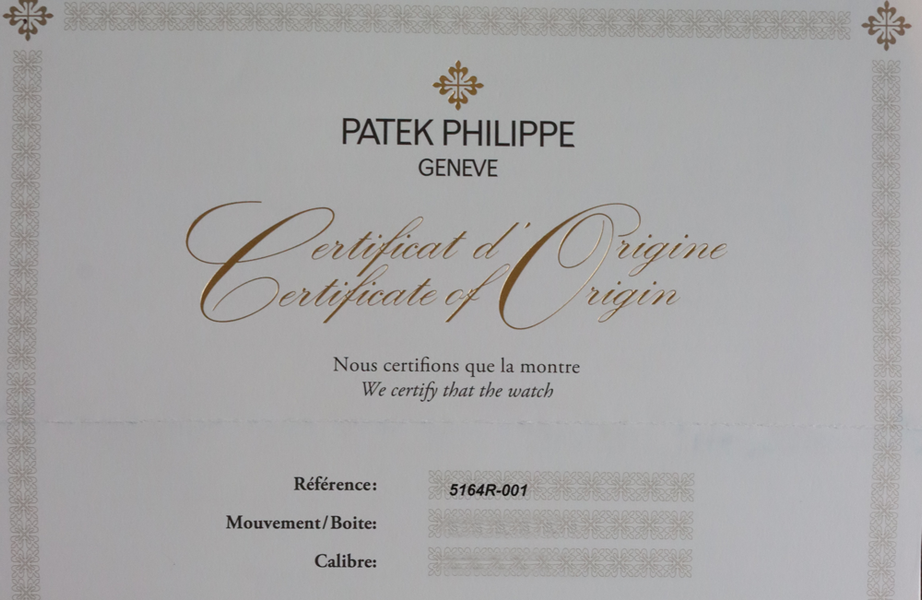 PATEK PHILIPPE
GENEVE
Certificat d'Origine
Certificate of Origin
Nous certifions que la montre
We certify that the watch
Référence: 5164R-001
Mouvement/Boite:
Calibre: